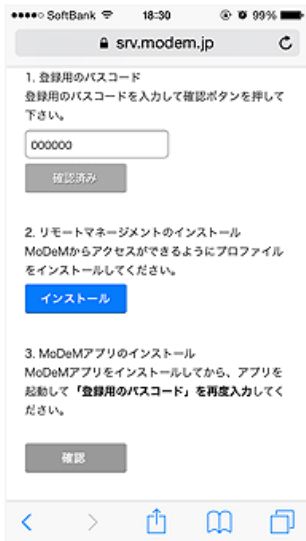 SoftBank 18:30 99%
srv.modem.jp
1. 登録用のパスコード
登録用のパスコードを入力して確認ボタンを押して
下さい。
000000
確認済み
2. リモートマネージメントのインストール
MoDeMからアクセスができるようにプロファイル
をインストールしてください。
インストール
3. MoDeMアプリのインストール
MoDeMアプリをインストールしてから、アプリを
起動して「登録用のパスコード」を再度入力してく
ださい。
確認